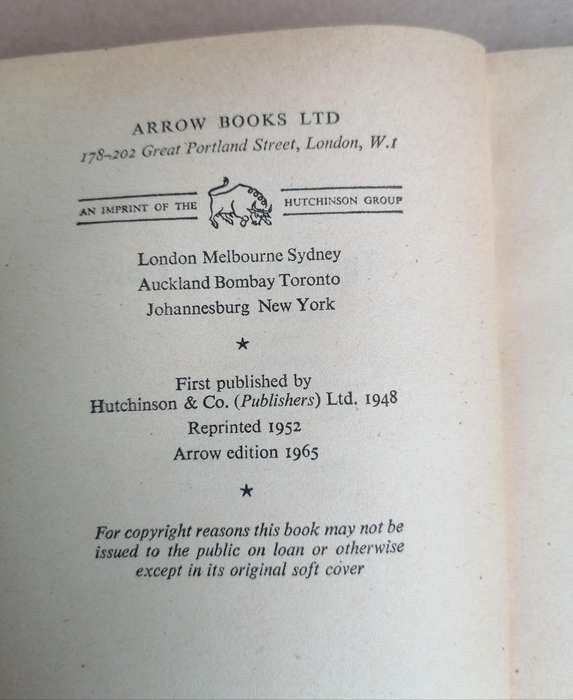 ARROW BOOKS LTD
178–202 Great Portland Street, London, W.1
AN IMPRINT OF THE HUTCHINSON GROUP
London Melbourne Sydney
Auckland Bombay Toronto
Johannesburg New York
★
First published by
Hutchinson & Co. (Publishers) Ltd. 1948
Reprinted 1952
Arrow edition 1965
★
For copyright reasons this book may not be
issued to the public on loan or otherwise
except in its original soft cover